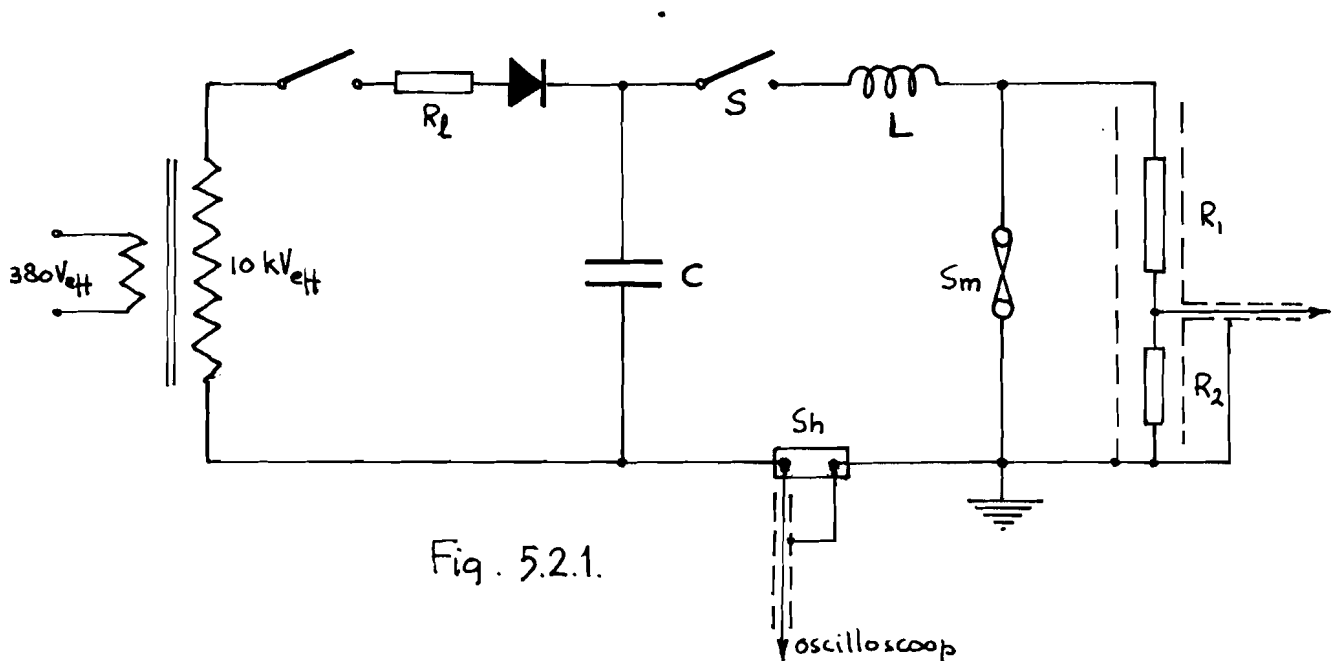 380Veff
10 kVeff
Rl
C
S
L
Sm
R1
R2
Sh
Fig. 5.2.1.
oscilloscoop